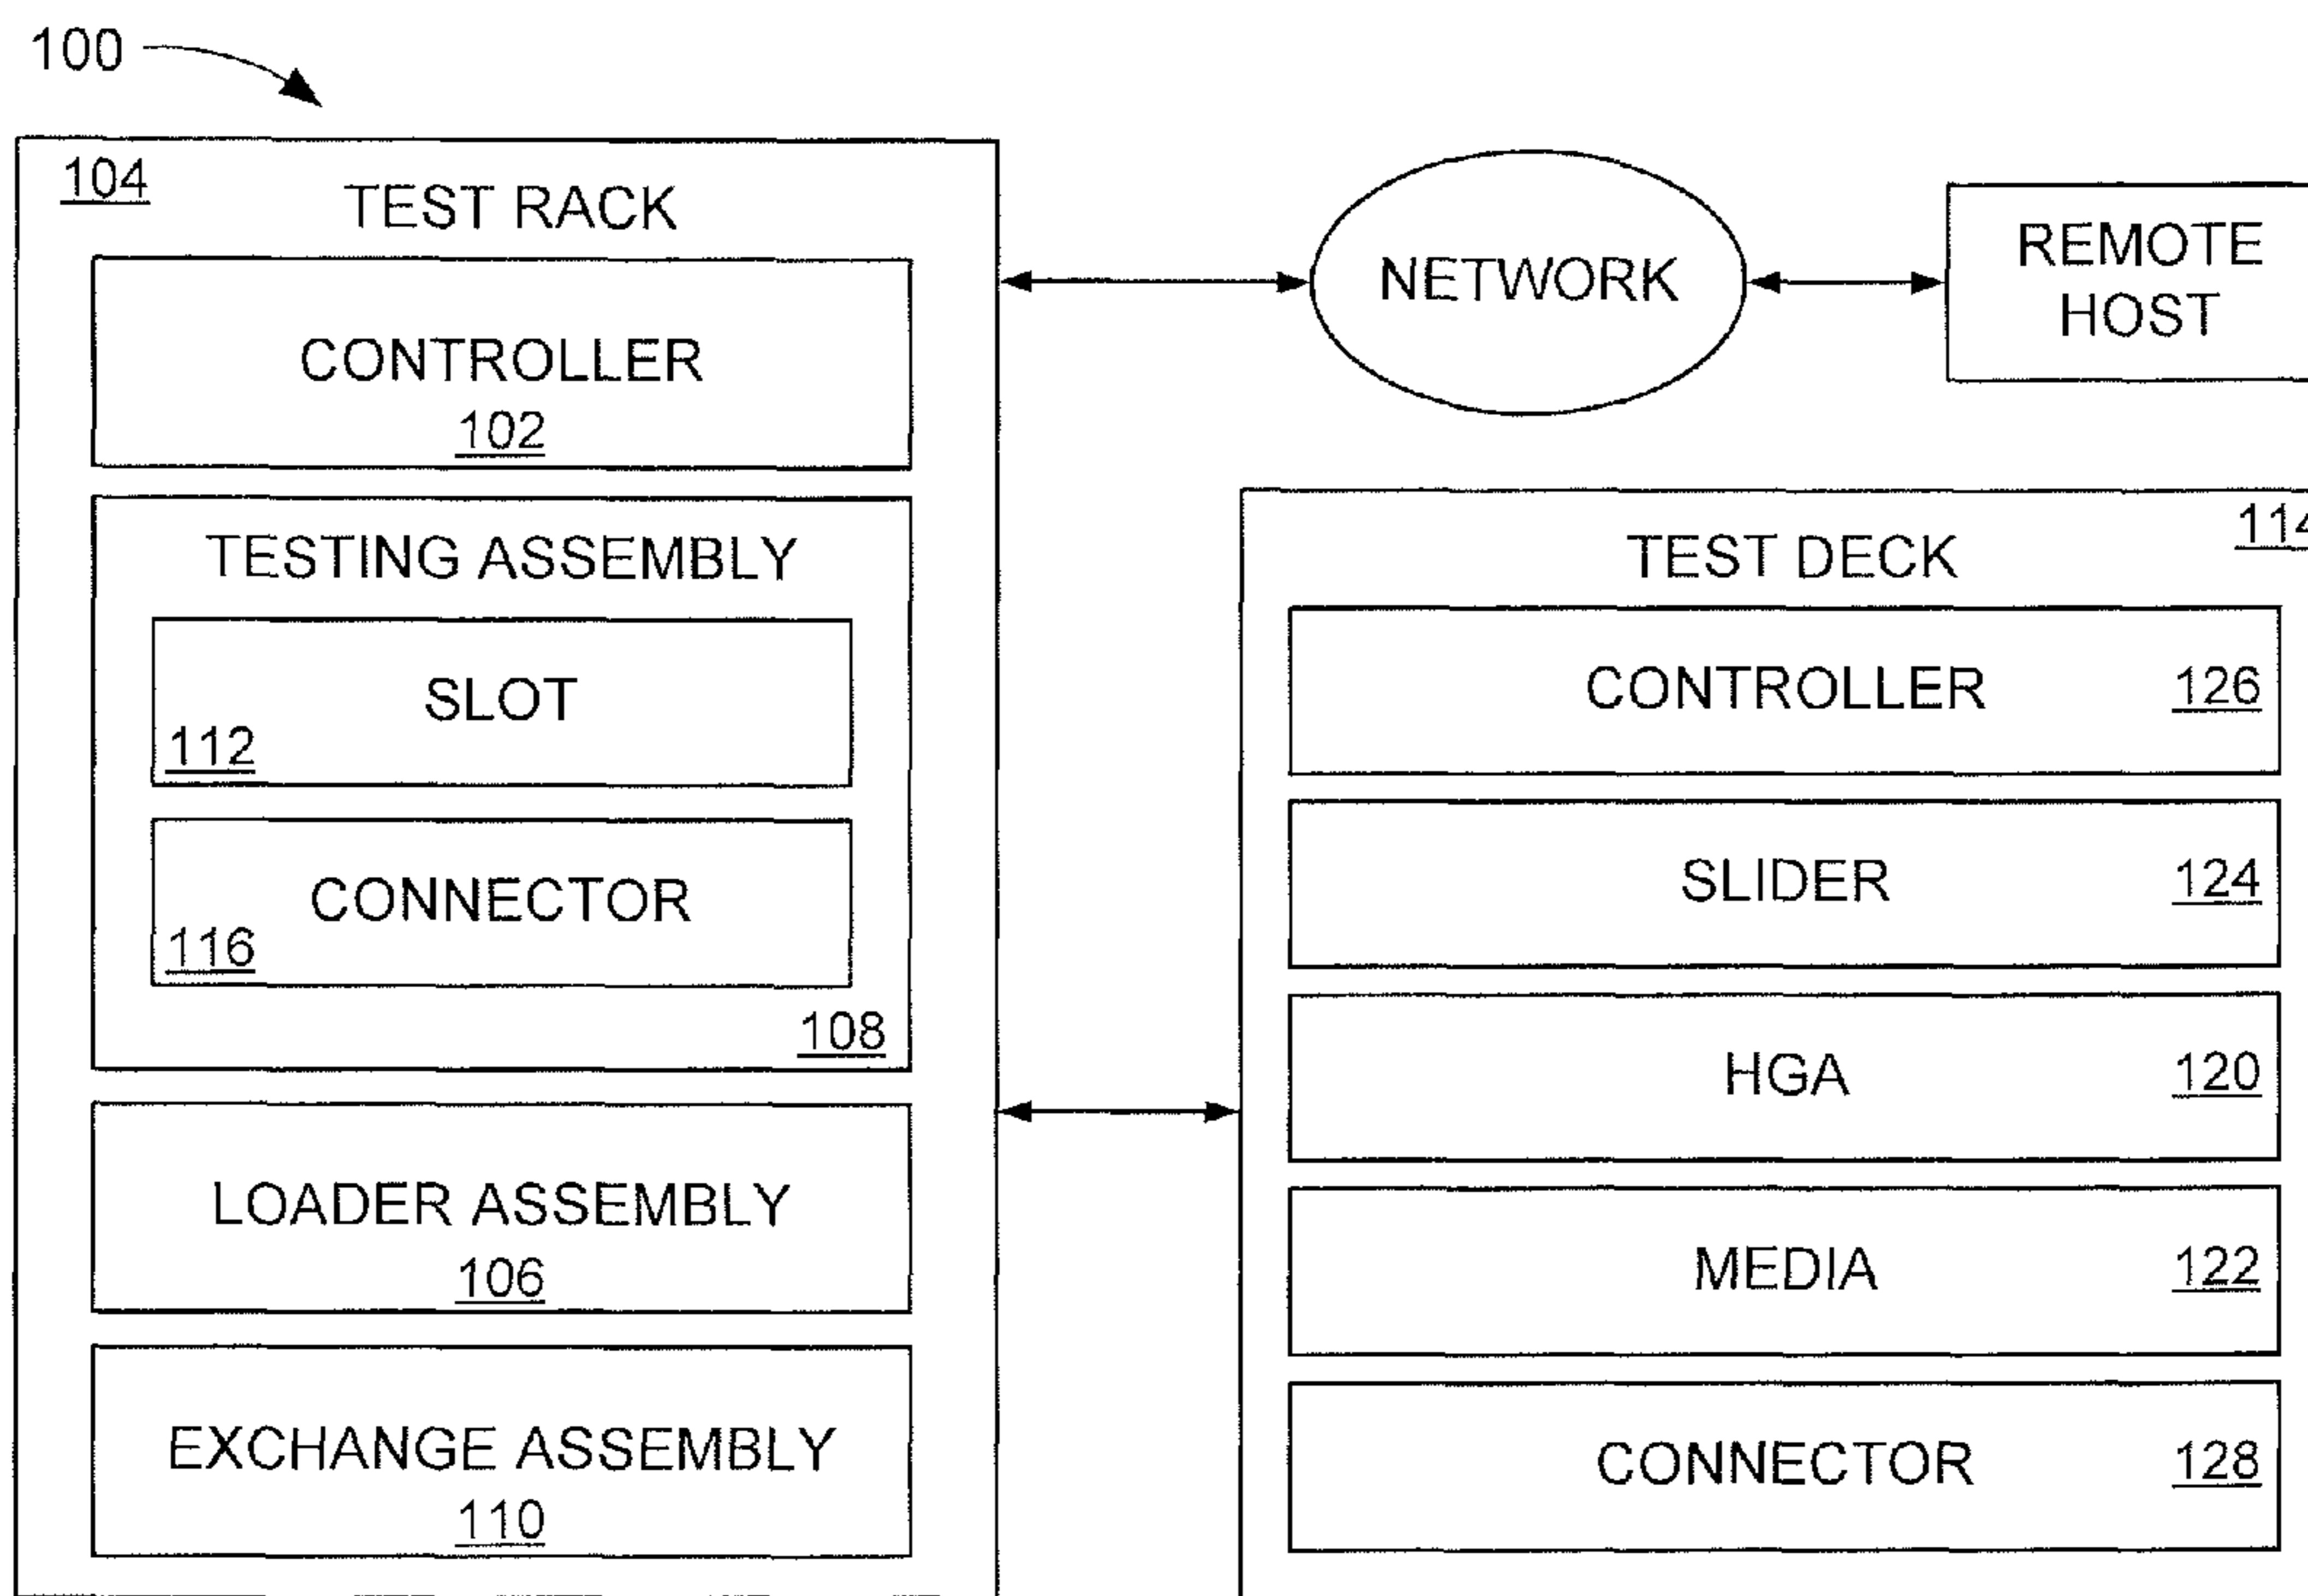 100
104
TEST RACK
CONTROLLER
102
TESTING ASSEMBLY
SLOT
112
CONNECTOR
116
108
LOADER ASSEMBLY
106
EXCHANGE ASSEMBLY
110
NETWORK
REMOTE
HOST
114
TEST DECK
CONTROLLER 126
SLIDER 124
HGA 120
MEDIA 122
CONNECTOR 128